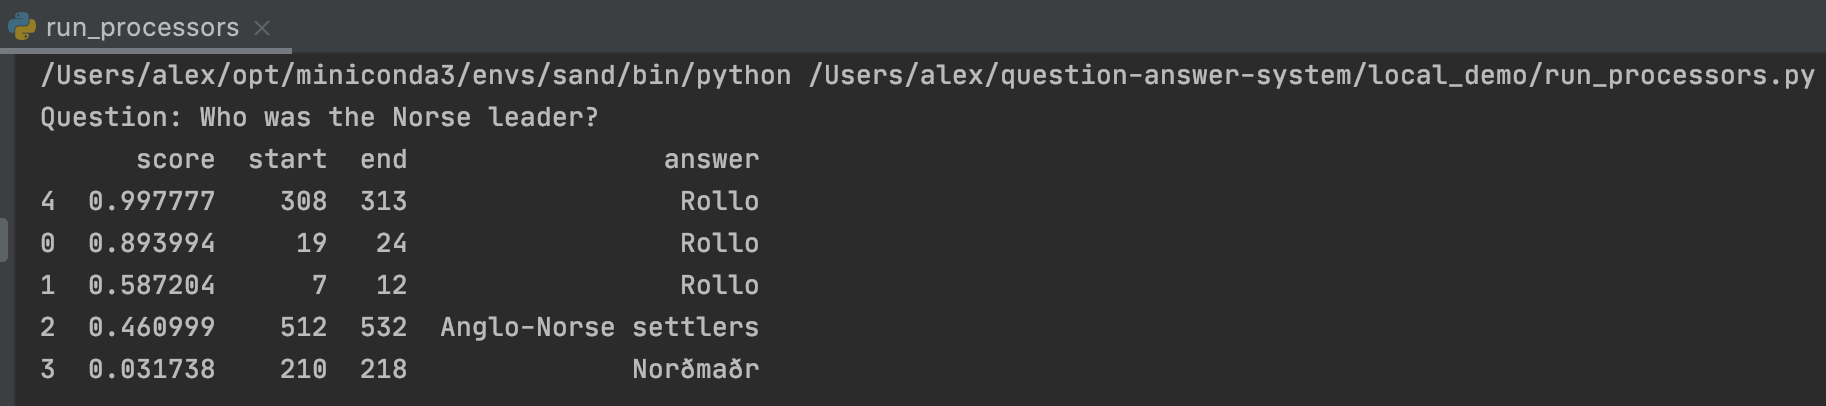 run_processors
/Users/alex/opt/miniconda3/envs/sand/bin/python /Users/alex/question-answer-system/local_demo/run_processors.py
Question: Who was the Norse leader?
score start end answer
4 0.997777 308 313 Rollo
0 0.893994 19 24 Rollo
1 0.587204 7 12 Rollo
2 0.460999 512 532 Anglo-Norse settlers
3 0.031738 210 218 Norðmaðr